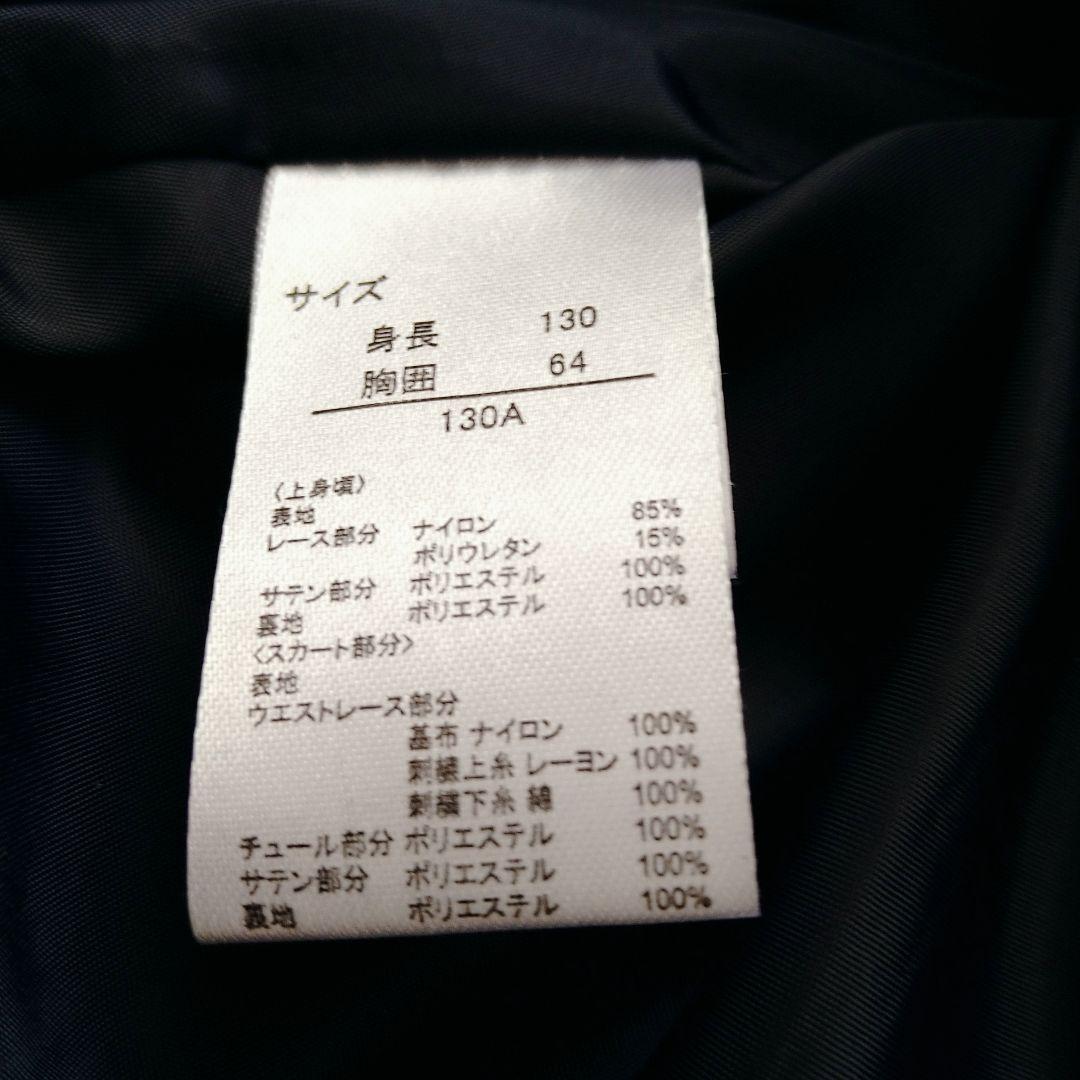 サイズ
身長 130
胸囲 64
130A
〈上身頃〉
表地
レース部分 ナイロン 85%
ポリウレタン 15%
サテン部分 ポリエステル 100%
裏地 ポリエステル 100%
〈スカート部分〉
表地
ウエストレース部分
基布 ナイロン 100%
刺繍上糸 レーヨン 100%
刺繍下糸 綿 100%
チュール部分 ポリエステル 100%
サテン部分 ポリエステル 100%
裏地 ポリエステル 100%